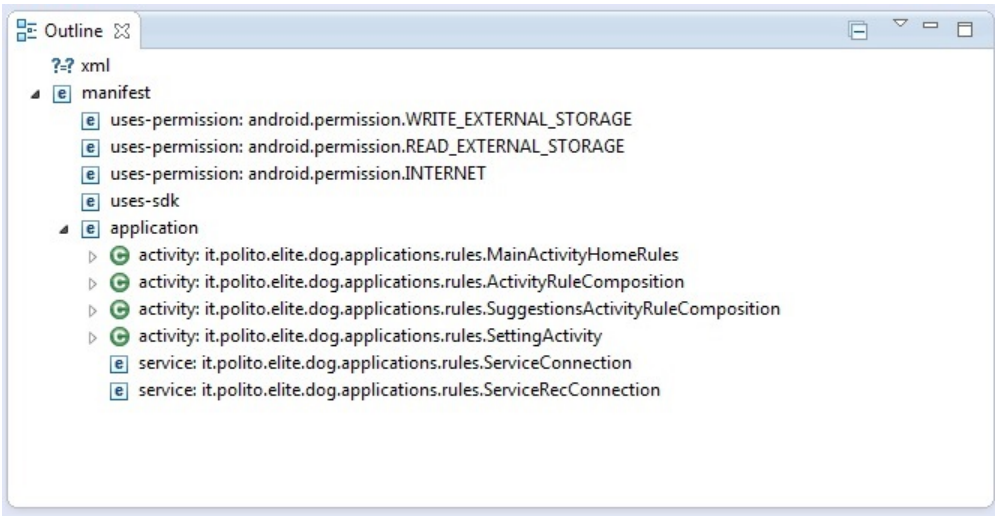 Outline
?=? xml
e manifest
e uses-permission: android.permission.WRITE_EXTERNAL_STORAGE
e uses-permission: android.permission.READ_EXTERNAL_STORAGE
e uses-permission: android.permission.INTERNET
e uses-sdk
e application
C activity: it.polito.elite.dog.applications.rules.MainActivityHomeRules
C activity: it.polito.elite.dog.applications.rules.ActivityRuleComposition
C activity: it.polito.elite.dog.applications.rules.SuggestionsActivityRuleComposition
C activity: it.polito.elite.dog.applications.rules.SettingActivity
e service: it.polito.elite.dog.applications.rules.ServiceConnection
e service: it.polito.elite.dog.applications.rules.ServiceRecConnection